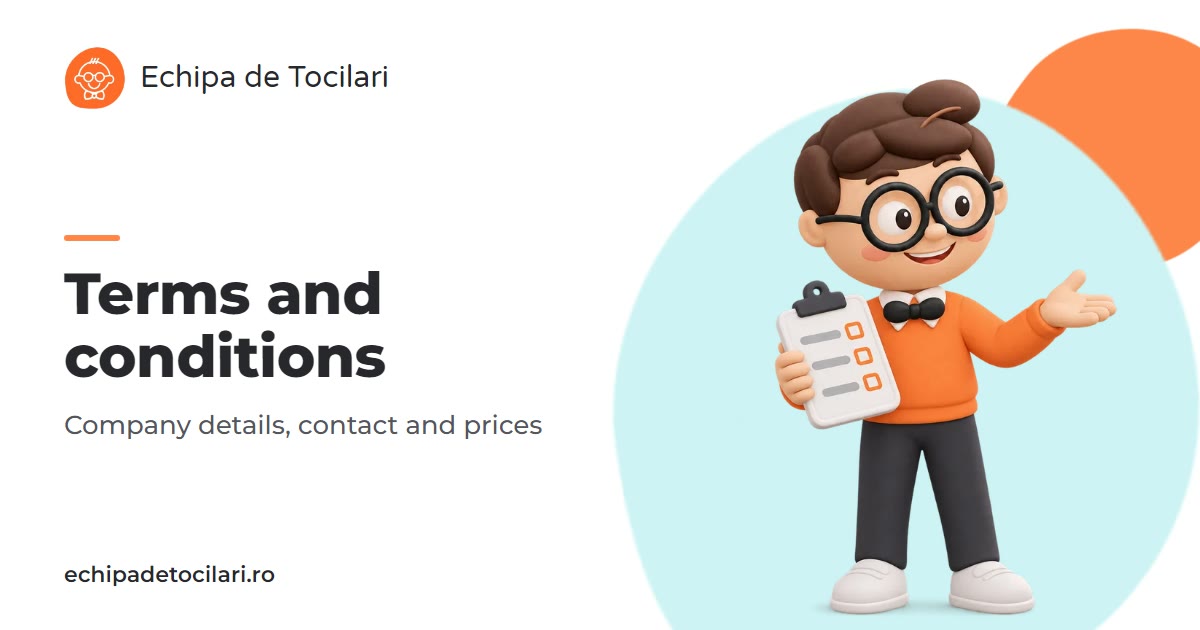 Echipa de Tocilari
Terms and
conditions
Company details, contact and prices
echipadetocilari.ro